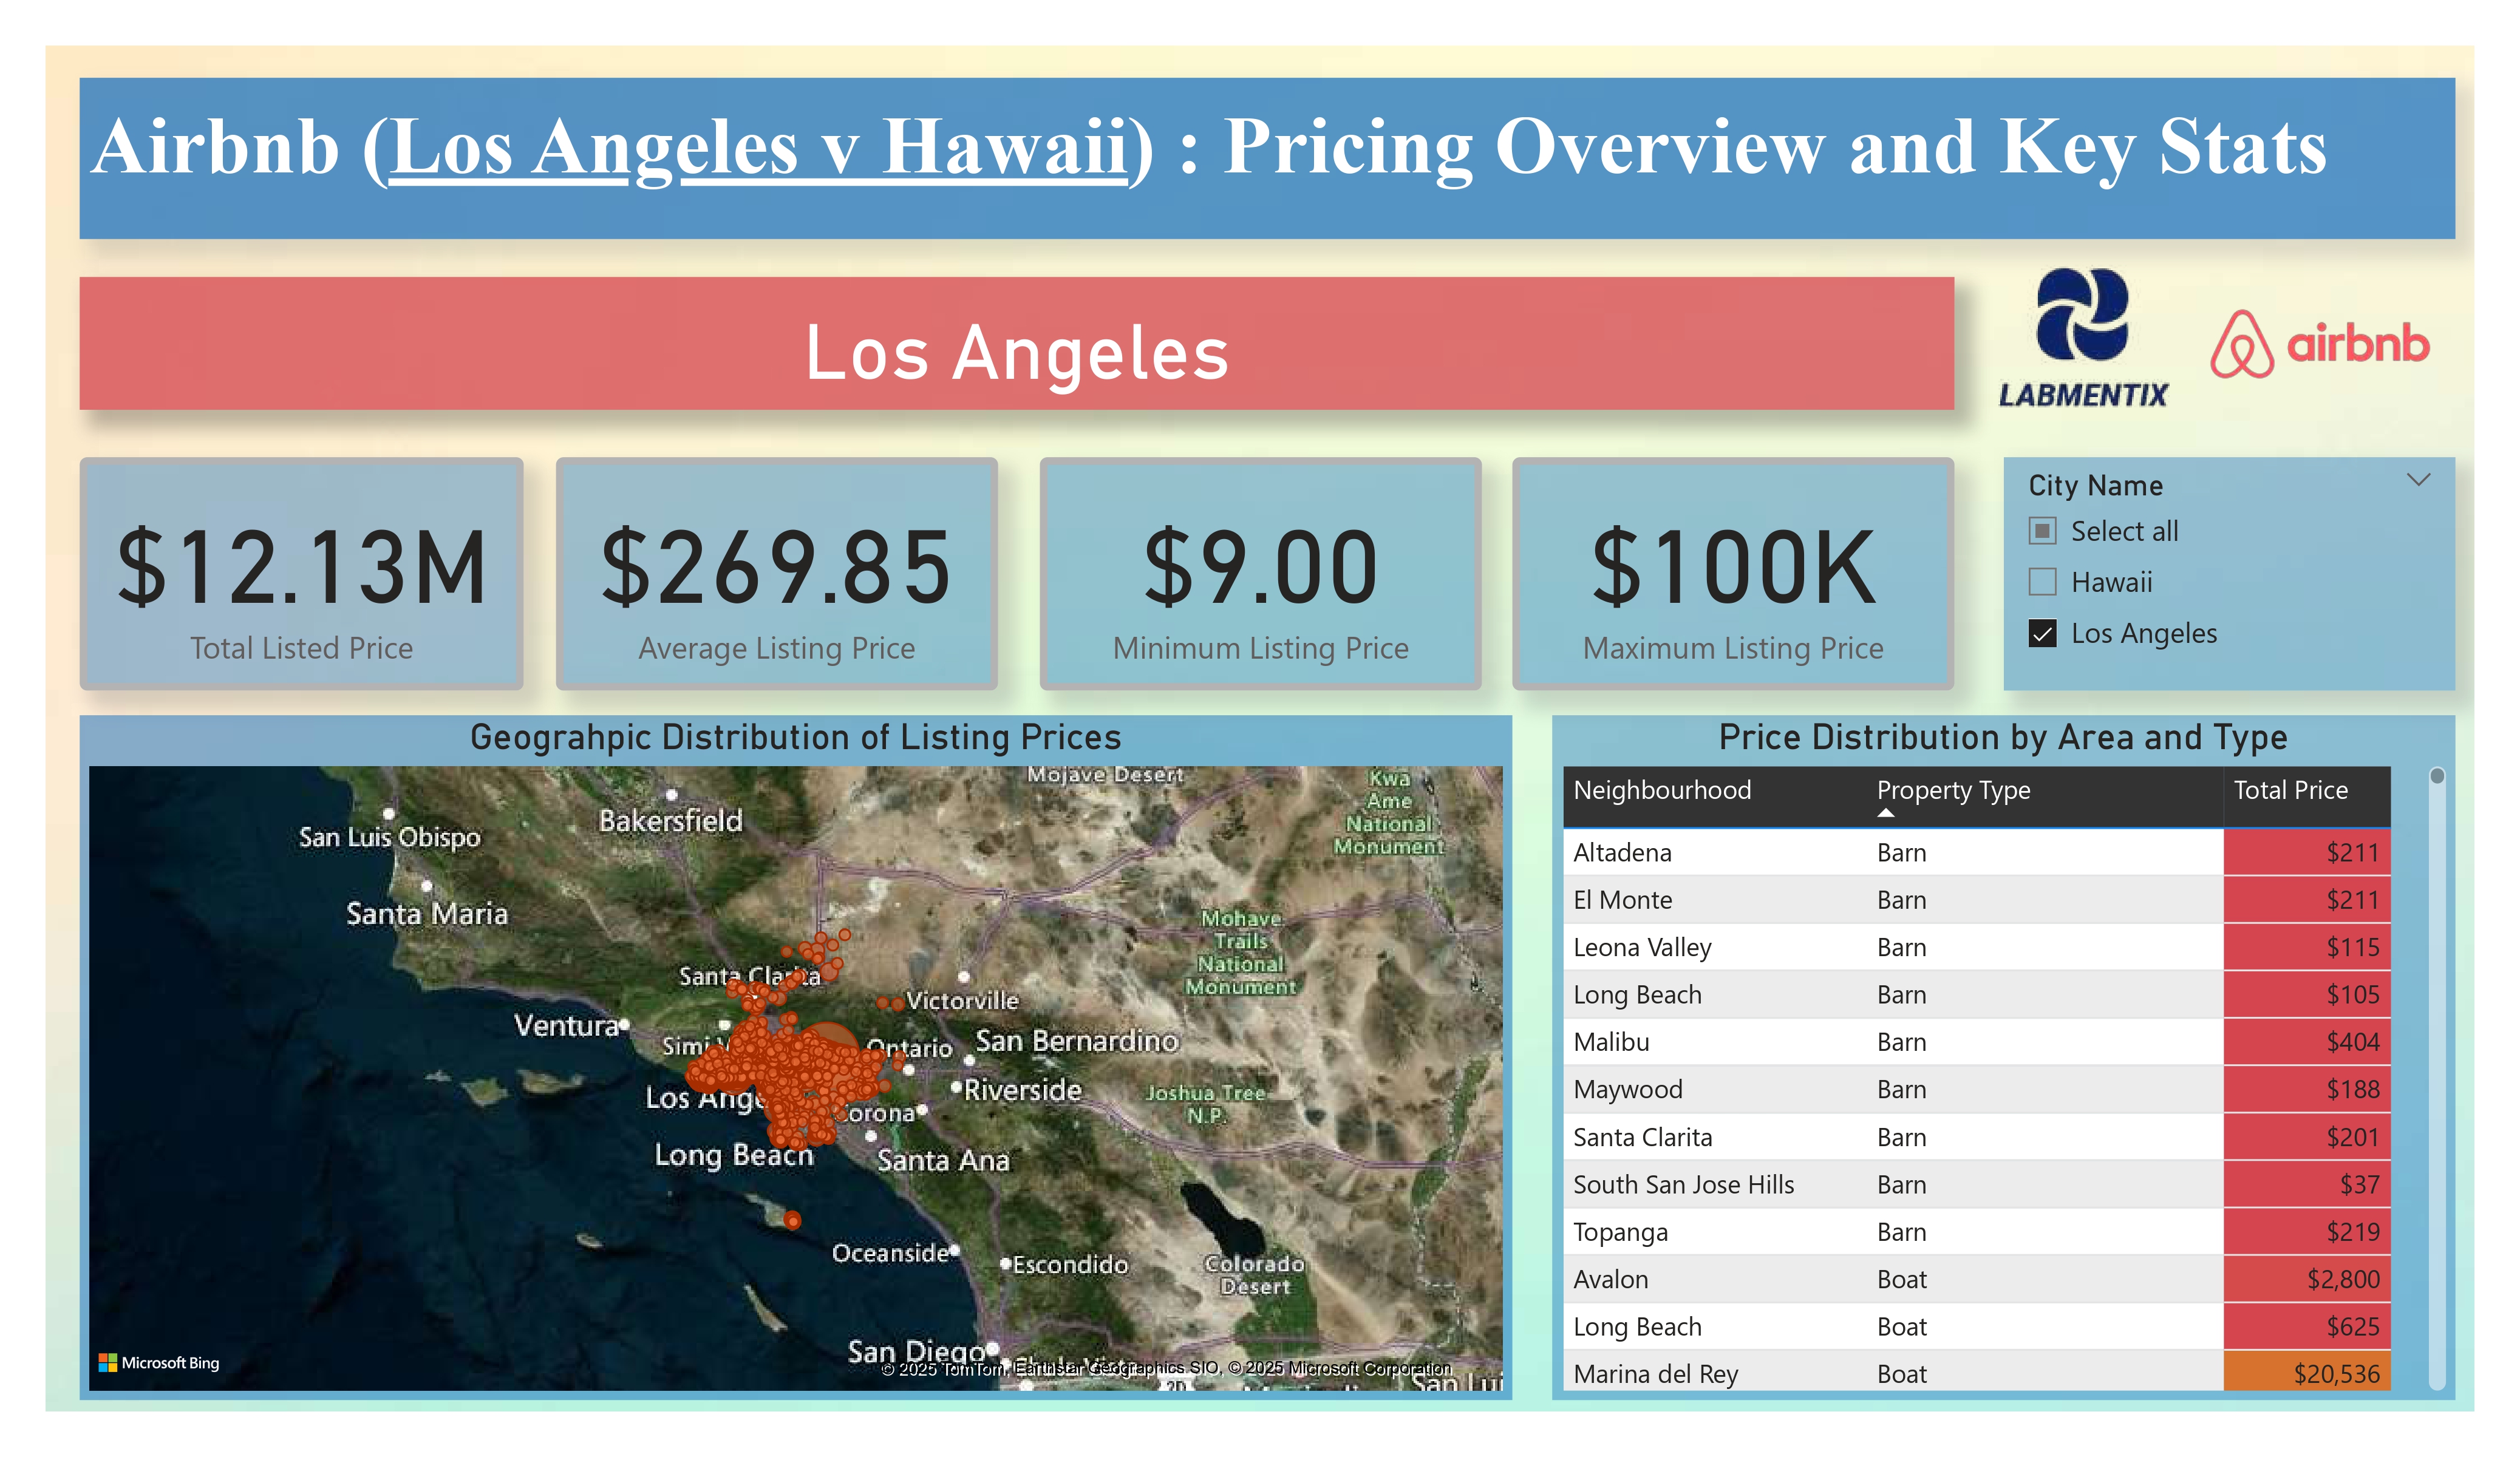 Airbnb (Los Angeles v Hawaii) : Pricing Overview and Key Stats
Los Angeles
LABMENTIX
airbnb
$12.13M
Total Listed Price
$269.85
Average Listing Price
$9.00
Minimum Listing Price
$100K
Maximum Listing Price
City Name
Select all
Hawaii
Los Angeles
Geograhpic Distribution of Listing Prices
Mojave Desert
Kwa
Ame
National
Monument
Bakersfield
San Luis Obispo
Santa Maria
Mohave
Trails
National
Monument
Santa Clarita
Victorville
Ventura
Simi
Ontario
San Bernardino
Riverside
Joshua Tree
N.P.
Los Ange
Corona
Long Beach
Santa Ana
Oceanside
Escondido
Colorado
Desert
San Diego
Microsoft Bing
© 2025 TomTom, Earthstar Geographics SIO, © 2025 Microsoft Corporation
San Lui
Price Distribution by Area and Type
Neighbourhood Property Type Total Price
Altadena Barn $211
El Monte Barn $211
Leona Valley Barn $115
Long Beach Barn $105
Malibu Barn $404
Maywood Barn $188
Santa Clarita Barn $201
South San Jose Hills Barn $37
Topanga Barn $219
Avalon Boat $2,800
Long Beach Boat $625
Marina del Rey Boat $20,536